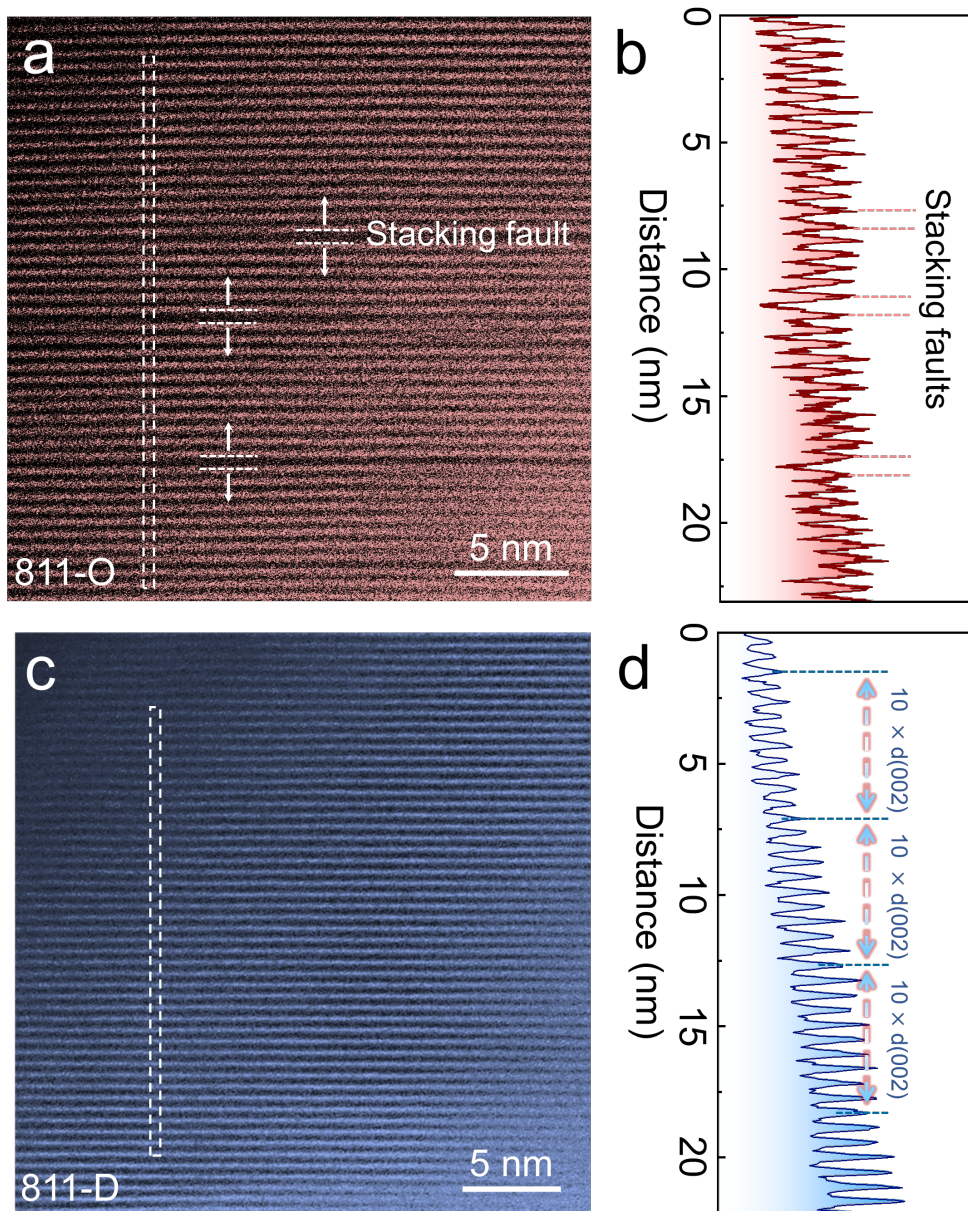 a
Stacking fault
811-O
5 nm
b
0
5
10
15
20
Distance (nm)
Stacking faults
c
811-D
5 nm
d
0
5
10
15
20
Distance (nm)
10 × d(002)
10 × d(002)
10 × d(002)